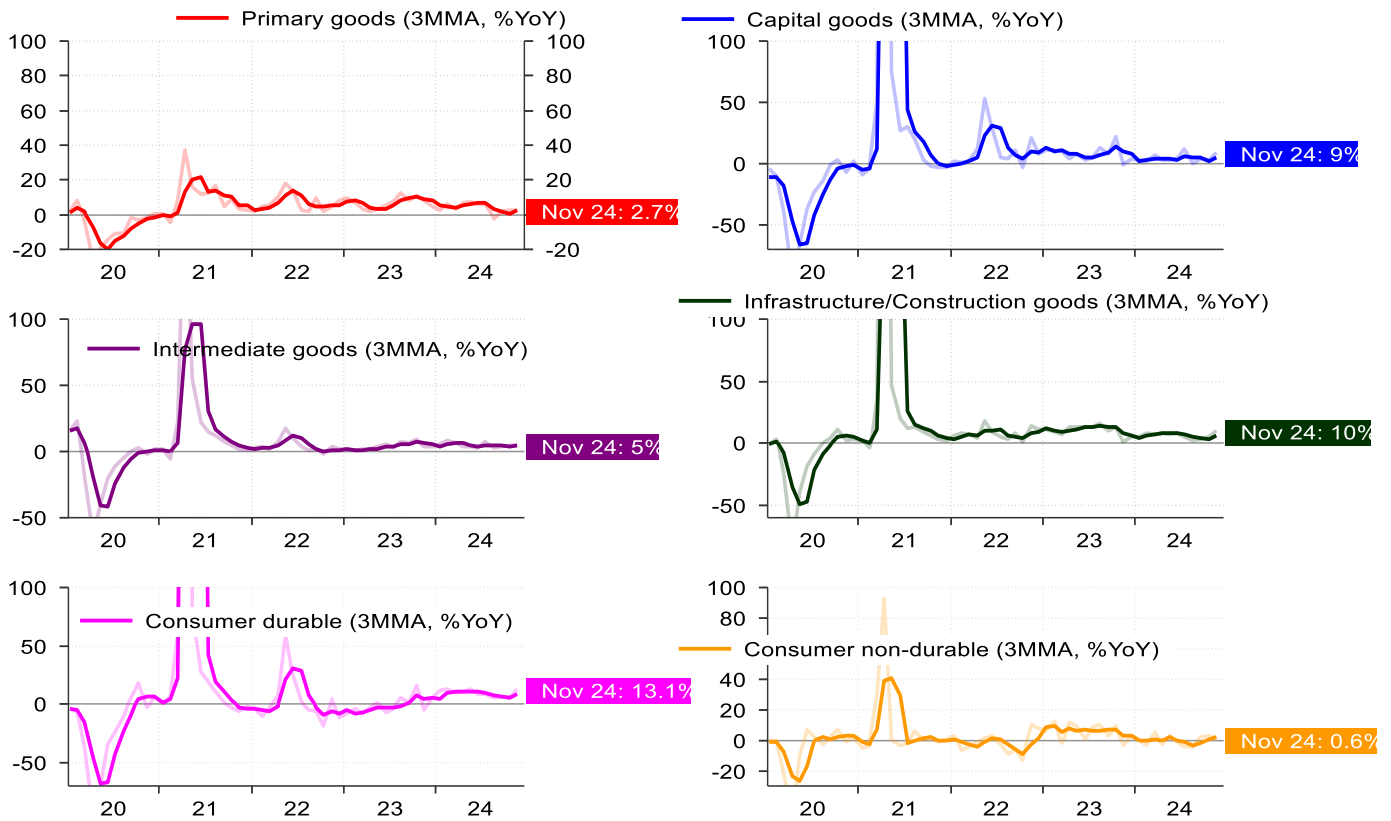 Primary goods (3MMA, %YoY)
100 100
80 80
60 60
40 40
20 20
0
-20 -20
Nov 24: 2.7%
20 21 22 23 24
Capital goods (3MMA, %YoY)
100
50
0
-50
Nov 24: 9%
20 21 22 23 24
Intermediate goods (3MMA, %YoY)
100
50
0
-50
Nov 24: 5%
20 21 22 23 24
Infrastructure/Construction goods (3MMA, %YoY)
100
50
0
-50
Nov 24: 10%
20 21 22 23 24
Consumer durable (3MMA, %YoY)
100
50
0
-50
Nov 24: 13.1%
20 21 22 23 24
Consumer non-durable (3MMA, %YoY)
100
80
40
20
0
-20
Nov 24: 0.6%
20 21 22 23 24